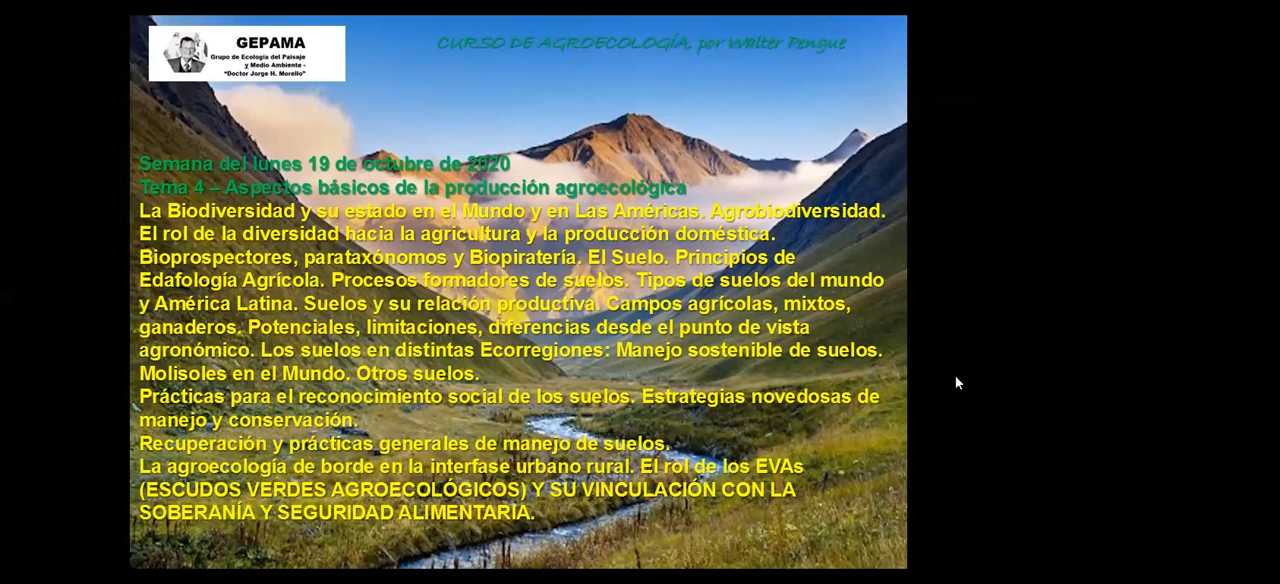 GEPAMA
Grupo de Ecología del Paisaje
y Medio Ambiente -
"Doctor Jorge H. Morello"
CURSO DE AGROECOLOGÍA, por Walter Pengue
Semana del lunes 19 de octubre de 2020
Tema 4 – Aspectos básicos de la producción agroecológica
La Biodiversidad y su estado en el Mundo y en Las Américas. Agrobiodiversidad.
El rol de la diversidad hacia la agricultura y la producción doméstica.
Bioprospectores, parataxónomos y Biopiratería. El Suelo. Principios de
Edafología Agrícola. Procesos formadores de suelos. Tipos de suelos del mundo
y América Latina. Suelos y su relación productiva. Campos agrícolas, mixtos,
ganaderos. Potenciales, limitaciones, diferencias desde el punto de vista
agronómico. Los suelos en distintas Ecorregiones: Manejo sostenible de suelos.
Molisoles en el Mundo. Otros suelos.
Prácticas para el reconocimiento social de los suelos. Estrategias novedosas de
manejo y conservación.
Recuperación y prácticas generales de manejo de suelos.
La agroecología de borde en la interfase urbano rural. El rol de los EVAs
(ESCUDOS VERDES AGROECOLÓGICOS) Y SU VINCULACIÓN CON LA
SOBERANÍA Y SEGURIDAD ALIMENTARIA.